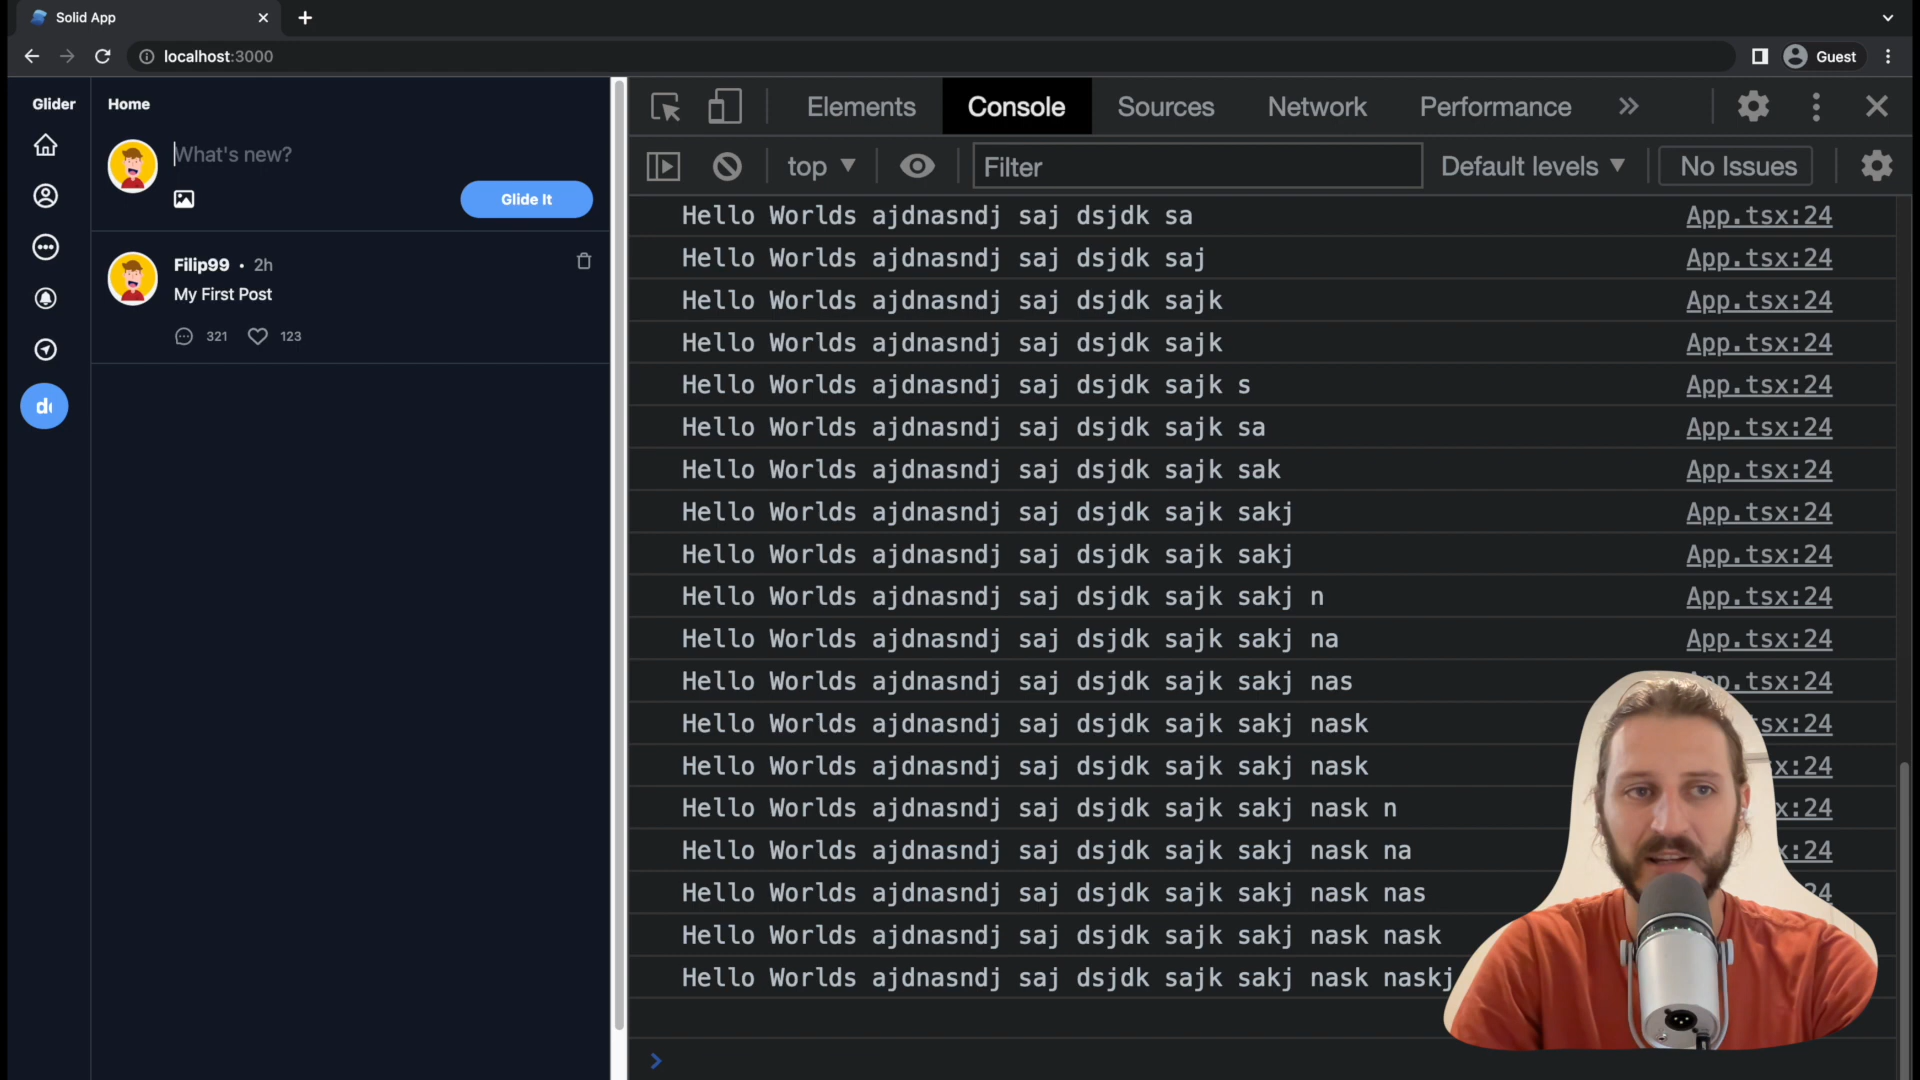 Solid App
localhost:3000
Guest
Glider
Home
What's new?
Glide It
Filip99 • 2h
My First Post
321 123
Elements Console Sources Network Performance
top Filter Default levels No Issues
Hello Worlds ajdnasndj saj dsjdk sa App.tsx:24
Hello Worlds ajdnasndj saj dsjdk saj App.tsx:24
Hello Worlds ajdnasndj saj dsjdk sajk App.tsx:24
Hello Worlds ajdnasndj saj dsjdk sajk App.tsx:24
Hello Worlds ajdnasndj saj dsjdk sajk s App.tsx:24
Hello Worlds ajdnasndj saj dsjdk sajk sa App.tsx:24
Hello Worlds ajdnasndj saj dsjdk sajk sak App.tsx:24
Hello Worlds ajdnasndj saj dsjdk sajk sakj App.tsx:24
Hello Worlds ajdnasndj saj dsjdk sajk sakj App.tsx:24
Hello Worlds ajdnasndj saj dsjdk sajk sakj n App.tsx:24
Hello Worlds ajdnasndj saj dsjdk sajk sakj na App.tsx:24
Hello Worlds ajdnasndj saj dsjdk sajk sakj nas
Hello Worlds ajdnasndj saj dsjdk sajk sakj nask
Hello Worlds ajdnasndj saj dsjdk sajk sakj nask
Hello Worlds ajdnasndj saj dsjdk sajk sakj nask n
Hello Worlds ajdnasndj saj dsjdk sajk sakj nask na
Hello Worlds ajdnasndj saj dsjdk sajk sakj nask nas
Hello Worlds ajdnasndj saj dsjdk sajk sakj nask nask
Hello Worlds ajdnasndj saj dsjdk sajk sakj nask naskj